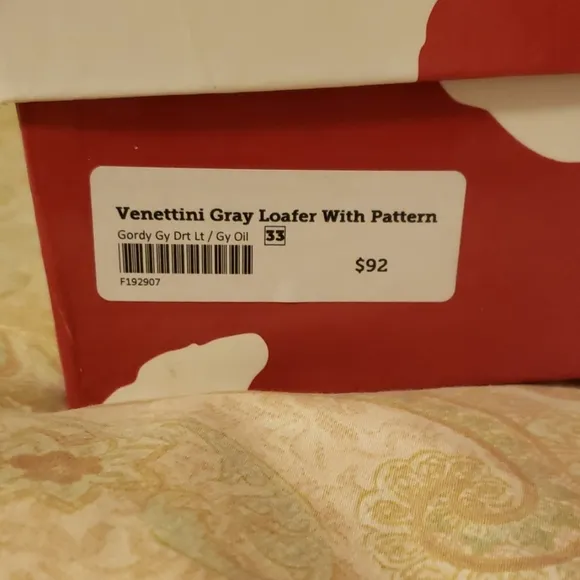 Venettini Gray Loafer With Pattern
Gordy Gy Drt Lt / Gy Oil 33
$92
F192907